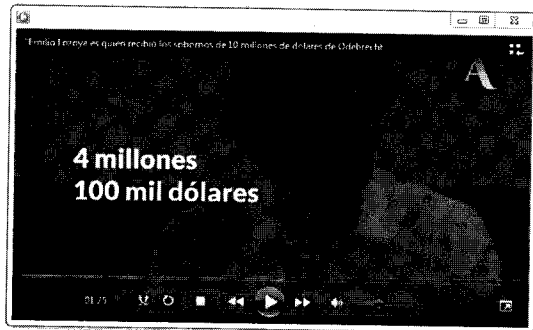 "Emilio Lozoya es quien recibió los sobornos de 10 millones de dolares de Odebrecht
A
4 millones
100 mil dólares
01:25